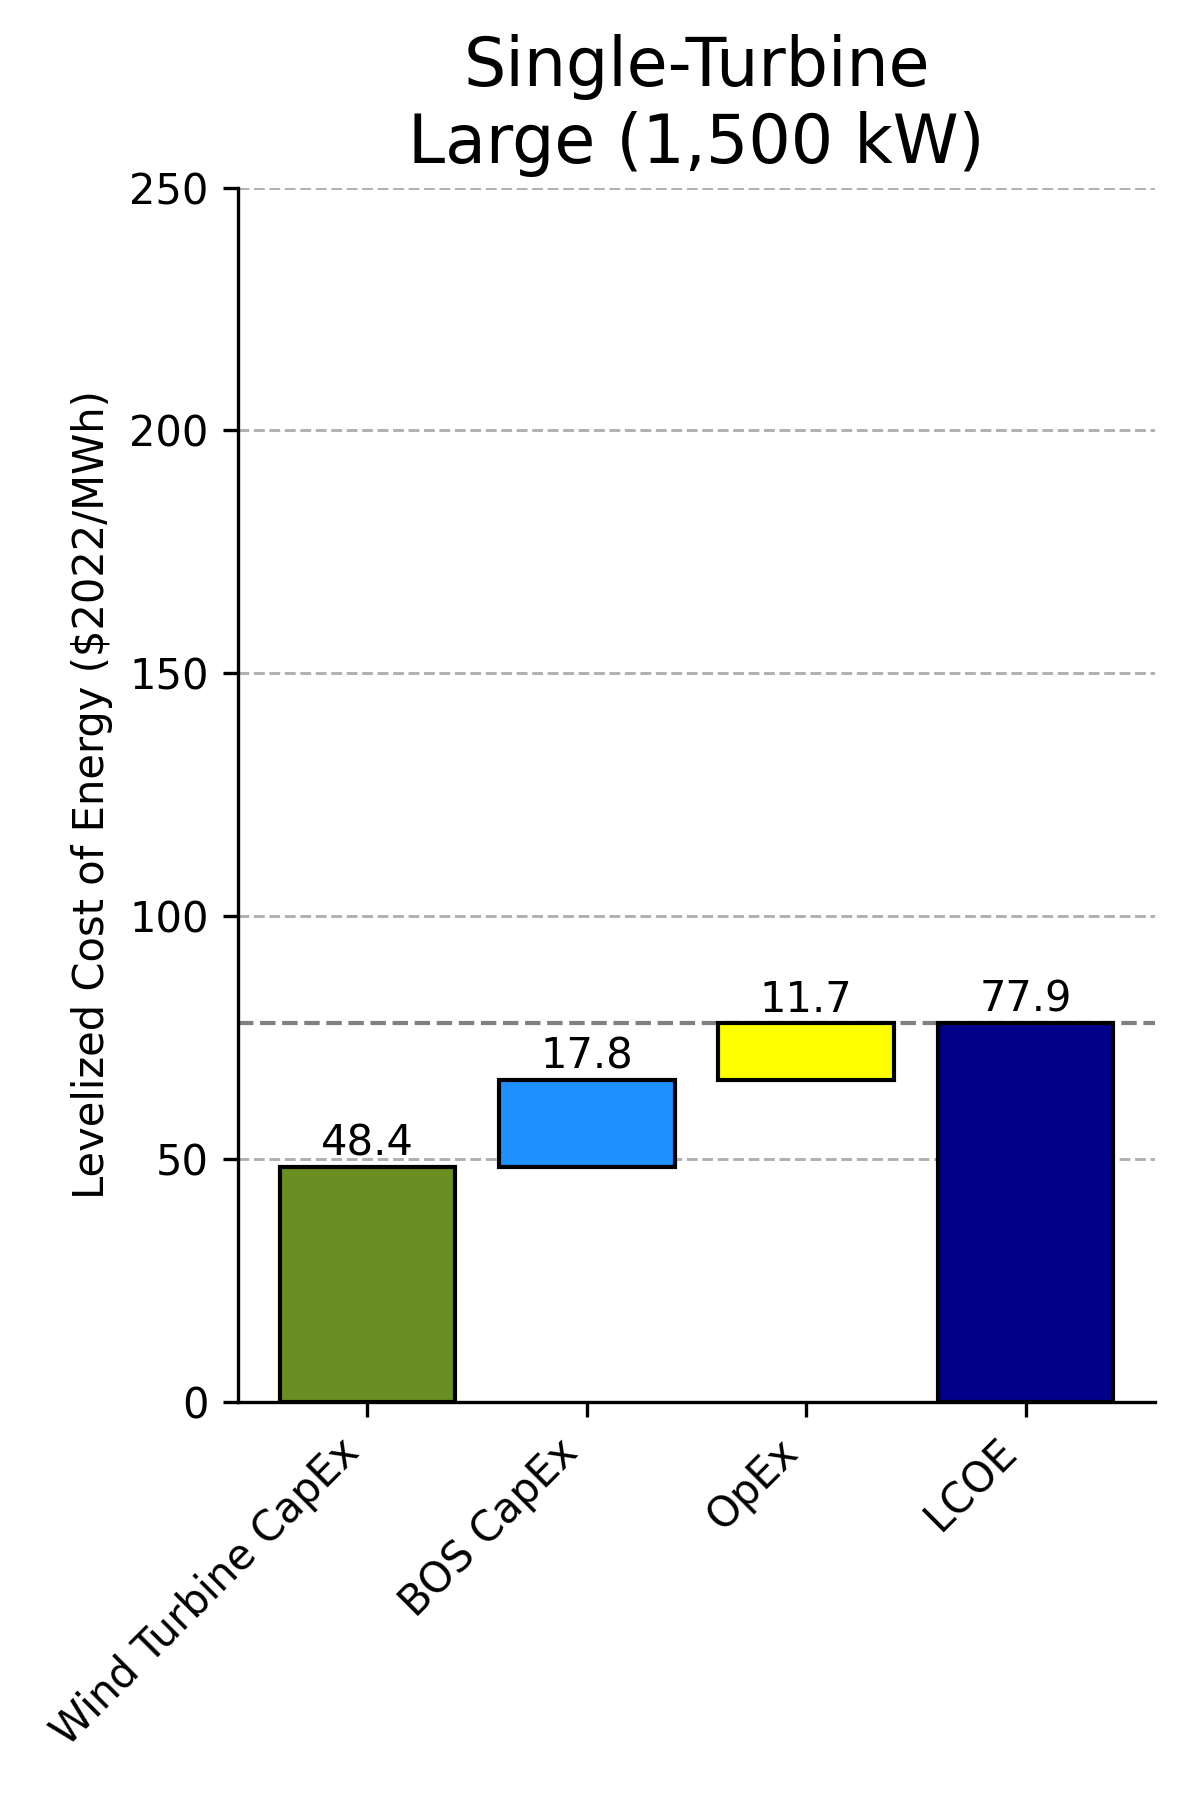 Single-Turbine
Large (1,500 kW)
Levelized Cost of Energy ($2022/MWh)
250
200
150
100
50
0
48.4
17.8
11.7
77.9
Wind Turbine CapEx
BOS CapEx
OpEx
LCOE